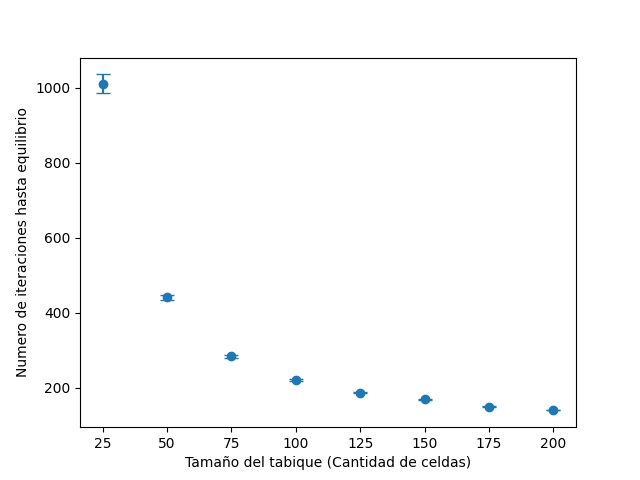 Numero de iteraciones hasta equilibrio
1000
800
600
400
200
25 50 75 100 125 150 175 200
Tamaño del tabique (Cantidad de celdas)